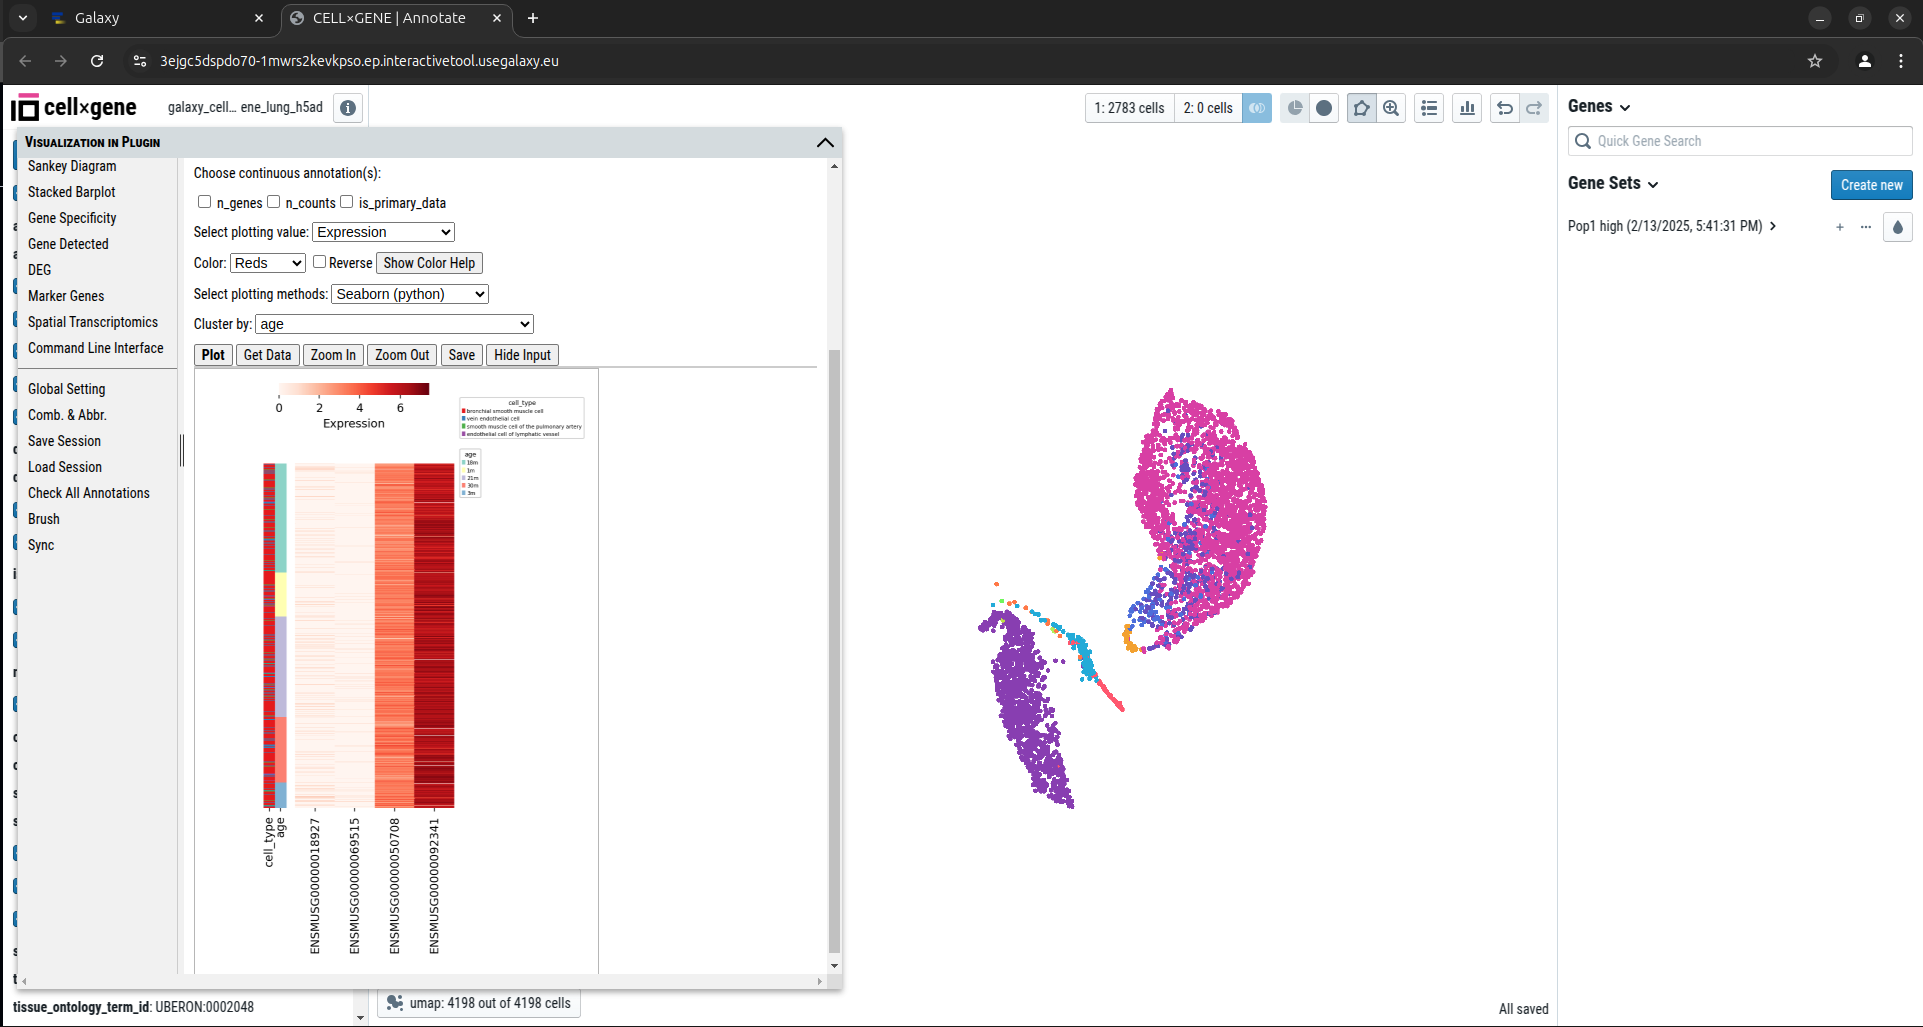 Galaxy
CELL×GENE | Annotate
3ejgc5dspdo70-1mwrs2kevkpso.ep.interactivetool.usegalaxy.eu
cell×gene
galaxy_cell... ene_lung_h5ad
1: 2783 cells
2: 0 cells
Visualization in Plugin
Sankey Diagram
Stacked Barplot
Gene Specificity
Gene Detected
DEG
Marker Genes
Spatial Transcriptomics
Command Line Interface
Global Setting
Comb. & Abbr.
Save Session
Load Session
Check All Annotations
Brush
Sync
Choose continuous annotation(s):
n_genes n_counts is_primary_data
Select plotting value: Expression
Color: Reds Reverse Show Color Help
Select plotting methods: Seaborn (python)
Cluster by: age
Plot Get Data Zoom In Zoom Out Save Hide Input
0 2 4 6
Expression
cell_type
bronchial smooth muscle cell
vein endothelial cell
smooth muscle cell of the pulmonary artery
endothelial cell of lymphatic vessel
age
18m
1m
21m
30m
3m
cell_type
age
ENSMUSG00000018927
ENSMUSG00000069515
ENSMUSG00000050708
ENSMUSG00000092341
tissue_ontology_term_id: UBERON:0002048
umap: 4198 out of 4198 cells
All saved
Genes
Quick Gene Search
Gene Sets
Create new
Pop1 high (2/13/2025, 5:41:31 PM)